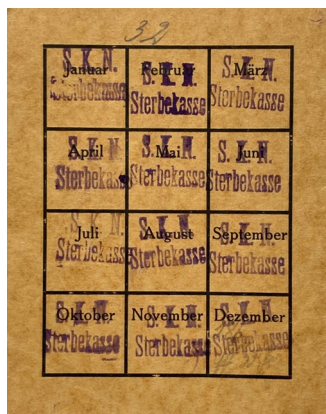 32
S. K. N. S. K. N. S. K. N.
Januar Februar März
Sterbekasse Sterbekasse Sterbekasse
S. K. N. S. K. N. S. K. N.
April Mai Juni
Sterbekasse Sterbekasse Sterbekasse
S. K. N. S. K. N. S. K. N.
Juli August September
Sterbekasse Sterbekasse Sterbekasse
S. K. N. S. K. N. S. K. N.
Oktober November Dezember
Sterbekasse Sterbekasse Sterbekasse